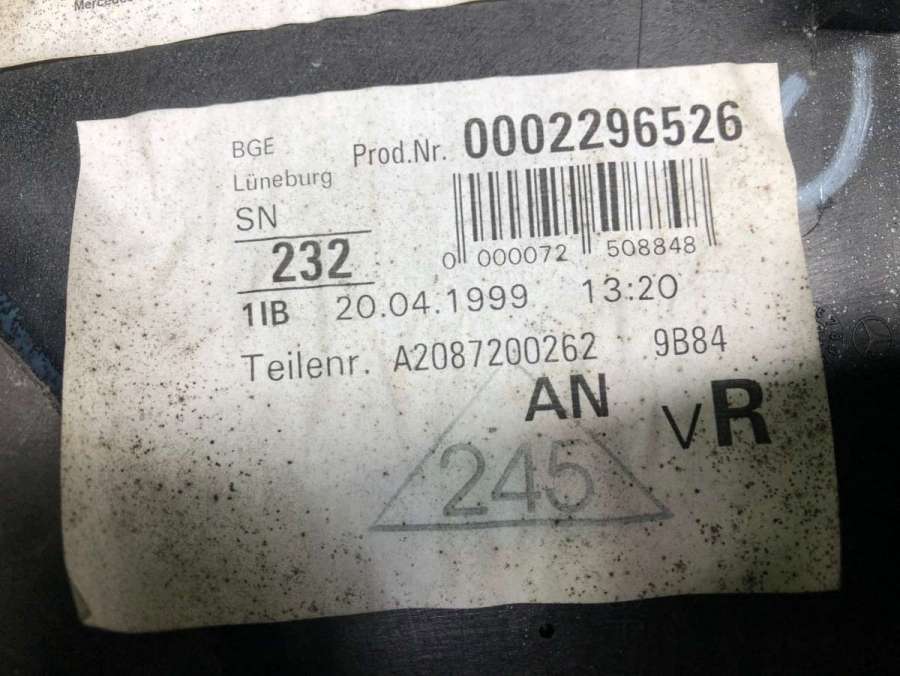 Mercedes
BGE
Lüneburg
Prod.Nr. 0002296526
SN
232
0 000072 508848
1IB 20.04.1999 13:20
Teilenr. A2087200262 9B84
AN
VR
245